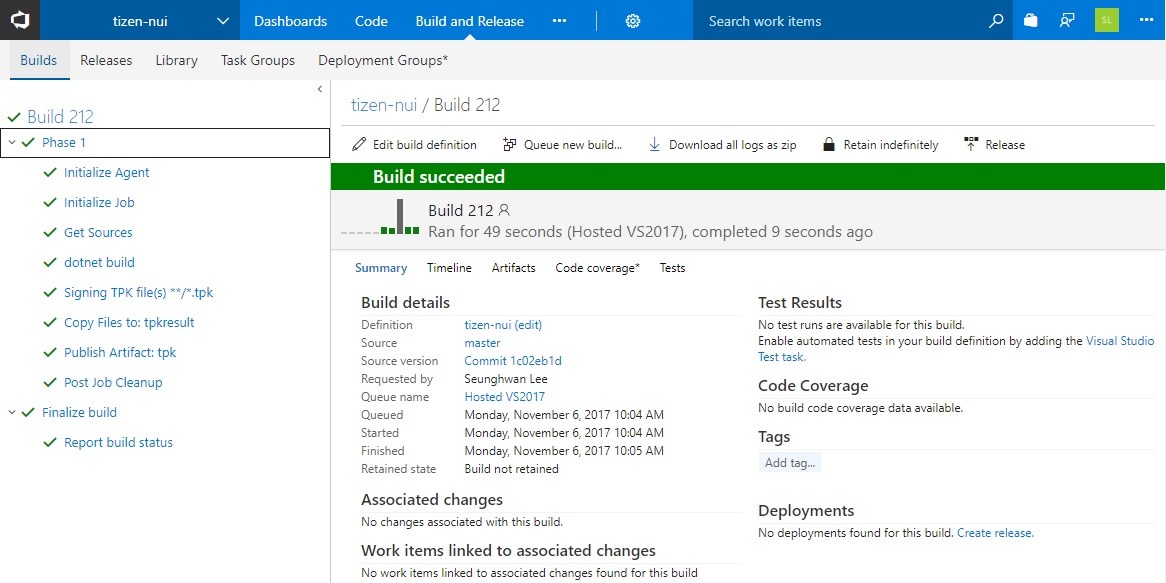 tizen-nui
Dashboards
Code
Build and Release
Search work items
SL
Builds
Releases
Library
Task Groups
Deployment Groups*
Build 212
Phase 1
Initialize Agent
Initialize Job
Get Sources
dotnet build
Signing TPK file(s) **/*.tpk
Copy Files to: tpkresult
Publish Artifact: tpk
Post Job Cleanup
Finalize build
Report build status
tizen-nui / Build 212
Edit build definition
Queue new build...
Download all logs as zip
Retain indefinitely
Release
Build succeeded
Build 212
Ran for 49 seconds (Hosted VS2017), completed 9 seconds ago
Summary
Timeline
Artifacts
Code coverage*
Tests
Build details
Definition tizen-nui (edit)
Source master
Source version Commit 1c02eb1d
Requested by Seunghwan Lee
Queue name Hosted VS2017
Queued Monday, November 6, 2017 10:04 AM
Started Monday, November 6, 2017 10:04 AM
Finished Monday, November 6, 2017 10:05 AM
Retained state Build not retained
Associated changes
No changes associated with this build.
Work items linked to associated changes
No work items linked to associated changes found for this build
Test Results
No test runs are available for this build.
Enable automated tests in your build definition by adding the Visual Studio
Test task.
Code Coverage
No build code coverage data available.
Tags
Add tag...
Deployments
No deployments found for this build. Create release.